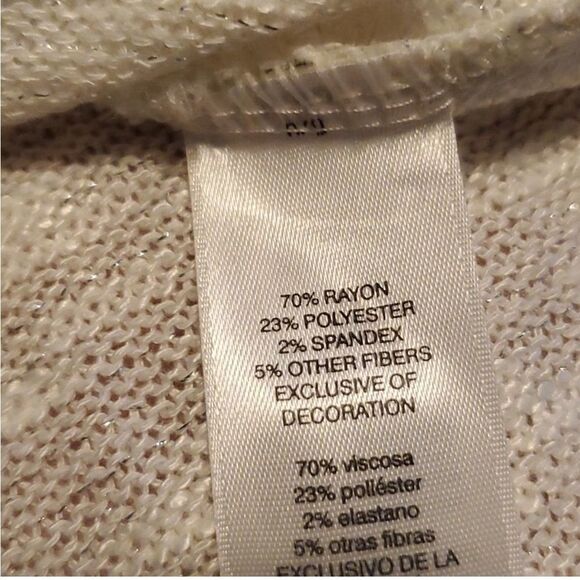 70% RAYON
23% POLYESTER
2% SPANDEX
5% OTHER FIBERS
EXCLUSIVE OF
DECORATION
70% viscosa
23% poliéster
2% elastano
5% otras fibras
EXCLUSIVO DE LA